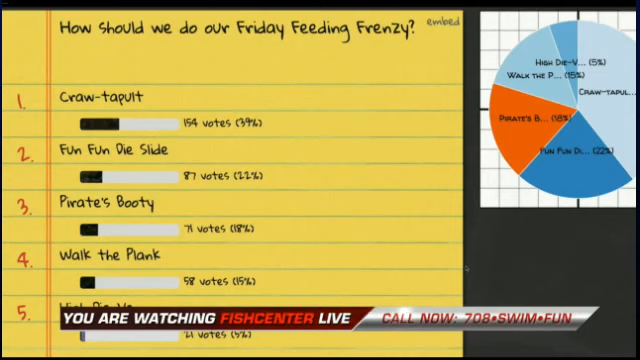 How should we do our Friday Feeding Frenzy?
embed
1. Craw-tapult
154 votes (39%)
2. Fun Fun Die Slide
87 votes (22%)
3. Pirate's Booty
71 votes (18%)
4. Walk the Plank
58 votes (15%)
5. High Die-Ve
21 votes (5%)
High Die-V... (5%)
Walk the P... (15%)
Craw-tapul...
Pirate's B... (18%)
Fun Fun Di... (22%)
YOU ARE WATCHING FISHCENTER LIVE
CALL NOW: 708•SWIM•FUN